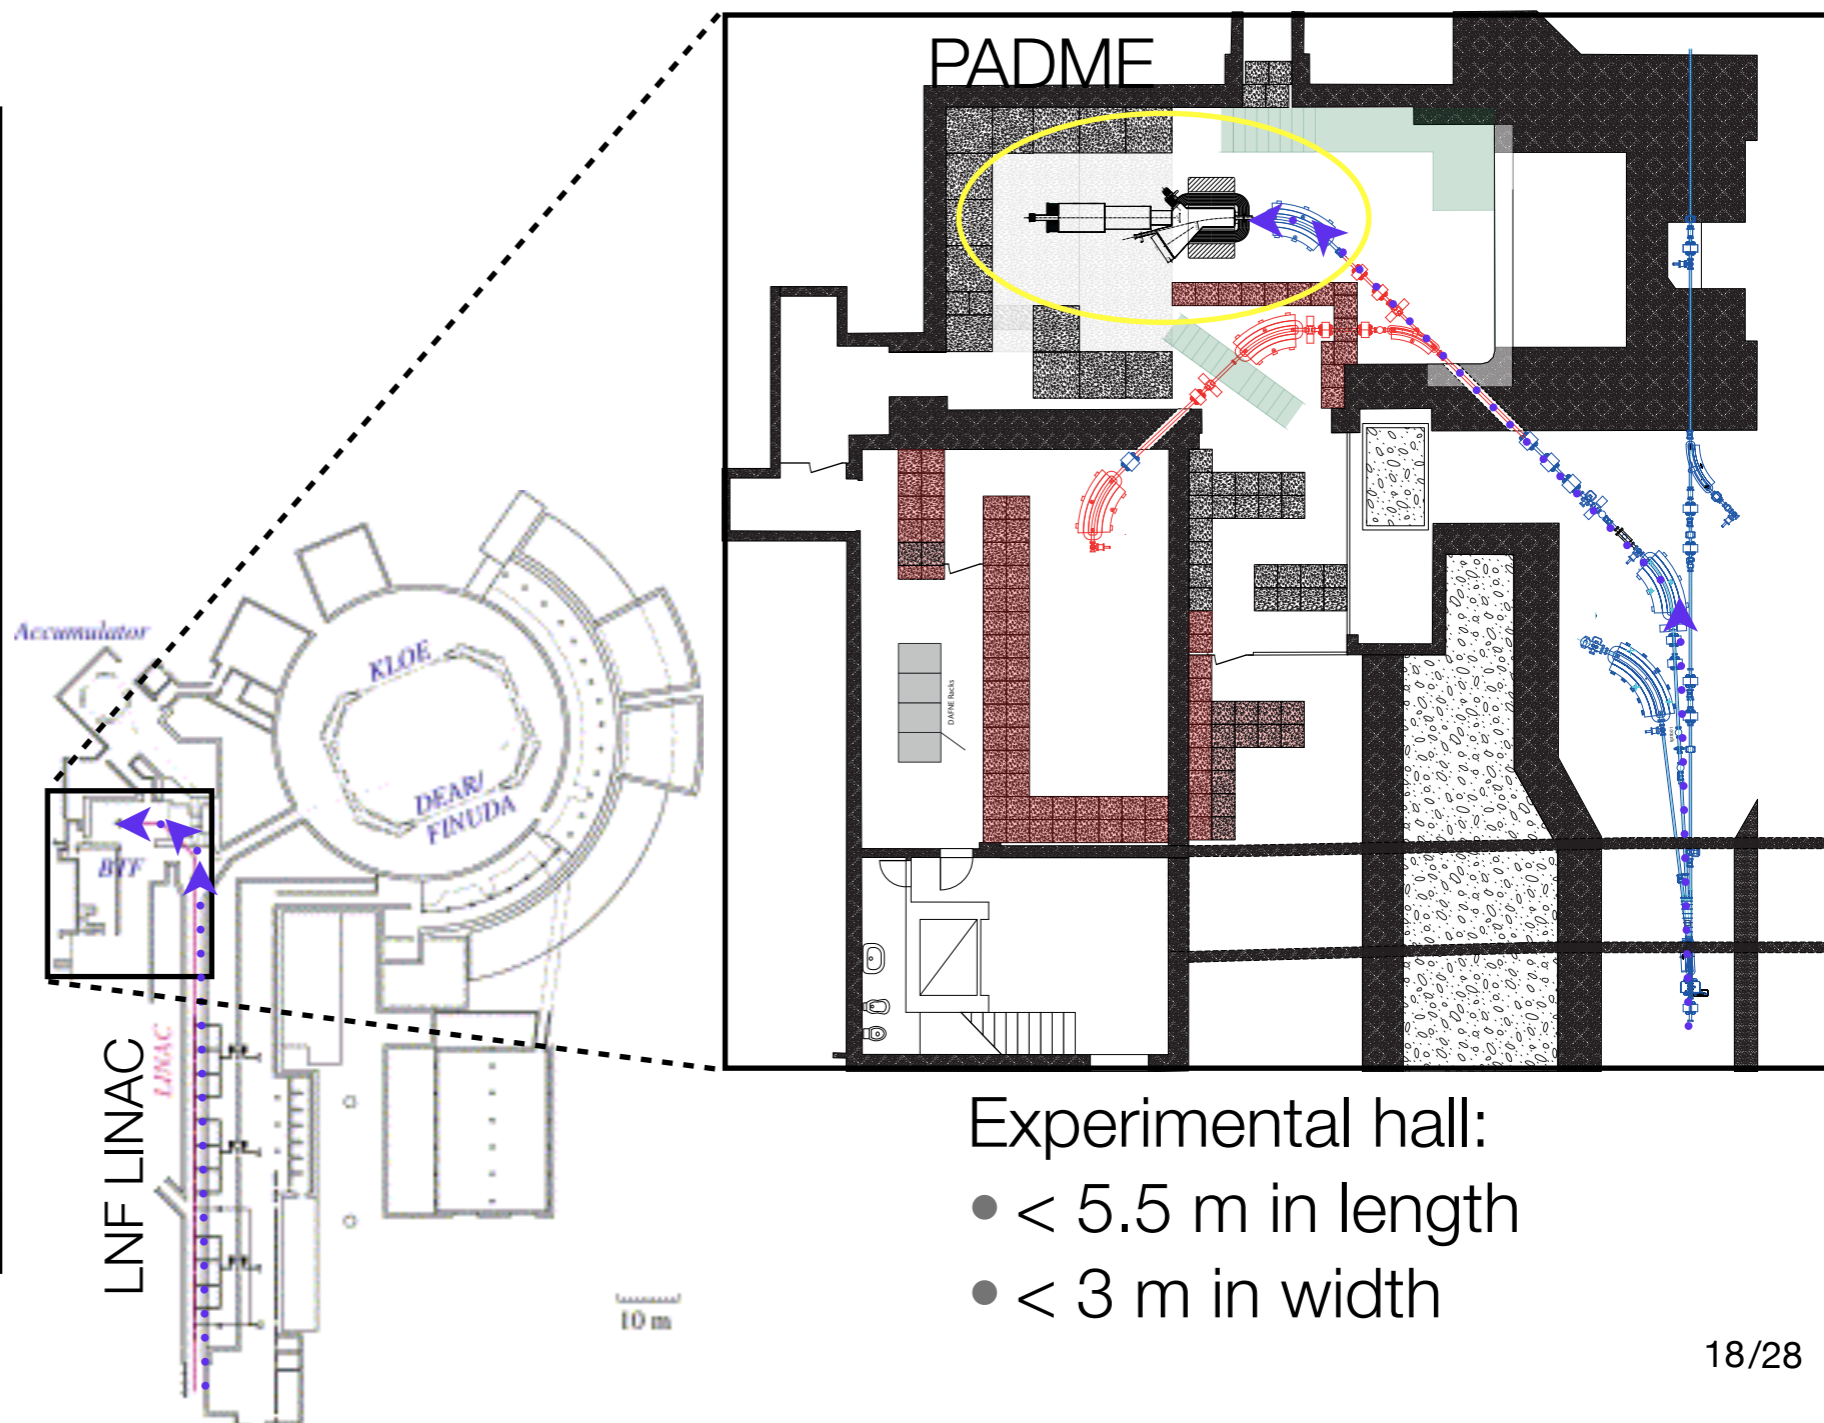 PADME
Accumulator
KLOE
DEAR/
FINUDA
BTF
LINAC
LNF LINAC
10 m
DAFNE Racks
Experimental hall:
• < 5.5 m in length
• < 3 m in width
18/28